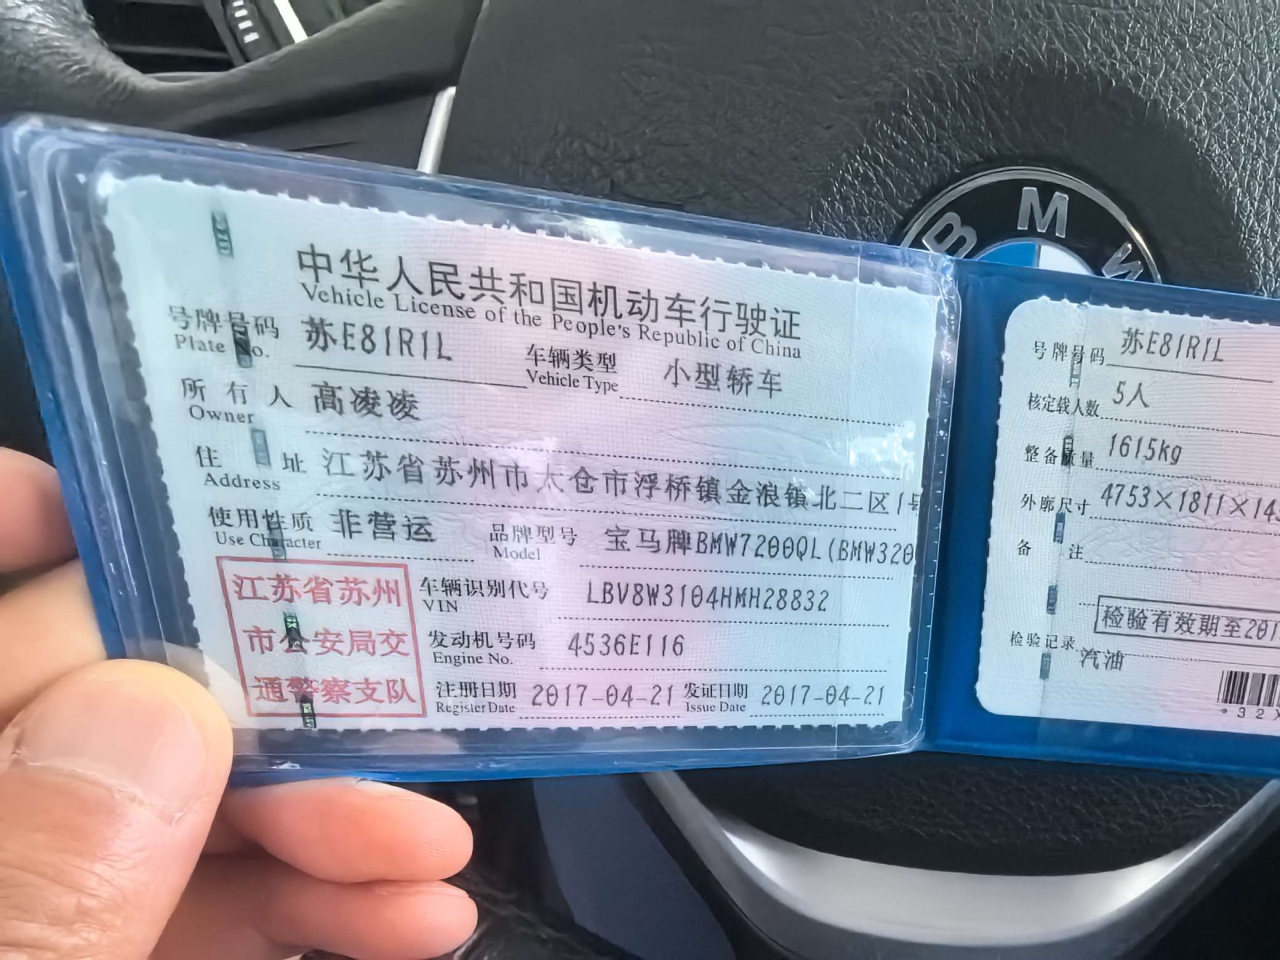 BMW
中华人民共和国机动车行驶证
Vehicle License of the People's Republic of China
号牌号码 苏E81R1L 车辆类型 小型轿车
Plate No. Vehicle Type
所有人 高凌凌
Owner
住址 江苏省苏州市太仓市浮桥镇金浪镇北二区1号
Address
使用性质 非营运 品牌型号 宝马牌BMW7200QL(BMW320
Use Character Model
江苏省苏州
市公安局交
通警察支队
车辆识别代号 LBV8W3104HMH28832
VIN
发动机号码 4536E116
Engine No.
注册日期 2017-04-21 发证日期 2017-04-21
Register Date Issue Date
号牌号码 苏E81R1L
核定载人数 5人
整备质量 1615kg
外廓尺寸 4753×1811×14
备注
检验有效期至201
检验记录
汽油
*32